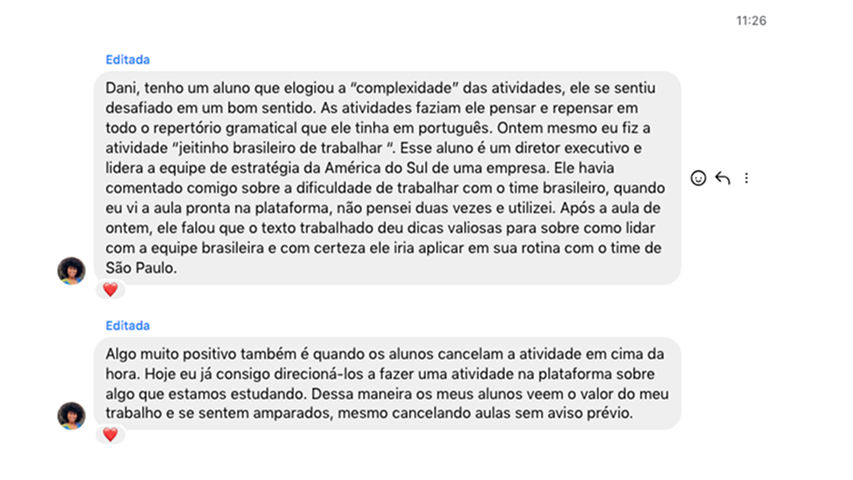 11:26
Editada
Dani, tenho um aluno que elogiou a “complexidade” das atividades, ele se sentiu
desafiado em um bom sentido. As atividades faziam ele pensar e repensar em
todo o repertório gramatical que ele tinha em português. Ontem mesmo eu fiz a
atividade “jeitinho brasileiro de trabalhar “. Esse aluno é um diretor executivo e
lidera a equipe de estratégia da América do Sul de uma empresa. Ele havia
comentado comigo sobre a dificuldade de trabalhar com o time brasileiro, quando
eu vi a aula pronta na plataforma, não pensei duas vezes e utilizei. Após a aula de
ontem, ele falou que o texto trabalhado deu dicas valiosas para sobre como lidar
com a equipe brasileira e com certeza ele iria aplicar em sua rotina com o time de
São Paulo.
Editada
Algo muito positivo também é quando os alunos cancelam a atividade em cima da
hora. Hoje eu já consigo direcioná-los a fazer uma atividade na plataforma sobre
algo que estamos estudando. Dessa maneira os meus alunos veem o valor do meu
trabalho e se sentem amparados, mesmo cancelando aulas sem aviso prévio.